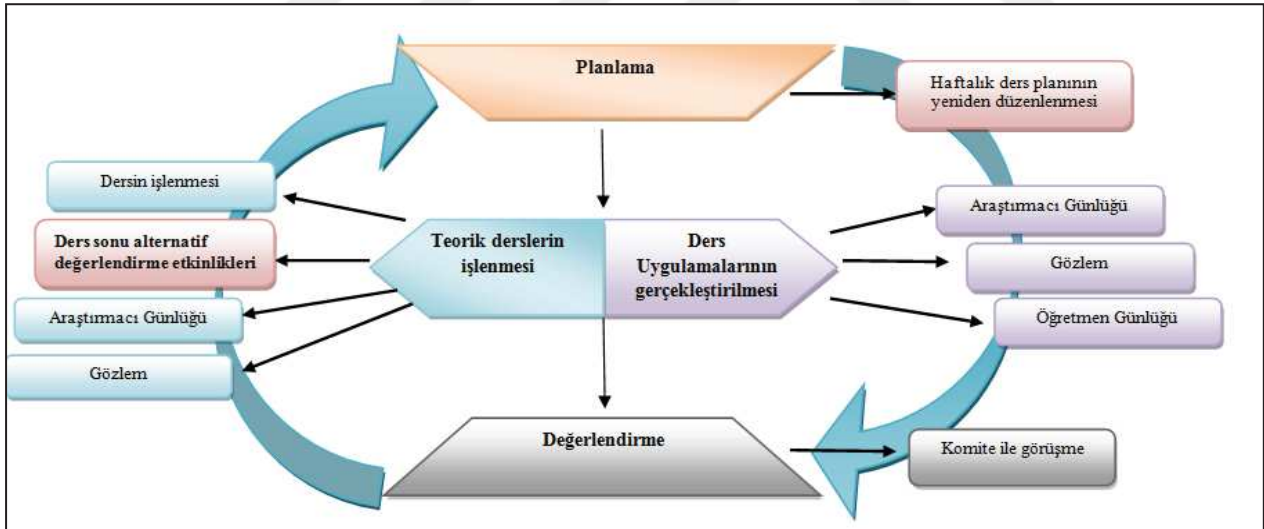 Planlama
Haftalık ders planının
yeniden düzenlenmesi
Dersin işlenmesi
Ders sonu alternatif
değerlendirme etkinlikleri
Araştırmacı Günlüğü
Gözlem
Teorik derslerin
işlenmesi
Ders
Uygulamalarının
gerçekleştirilmesi
Araştırmacı Günlüğü
Gözlem
Öğretmen Günlüğü
Değerlendirme
Komite ile görüşme